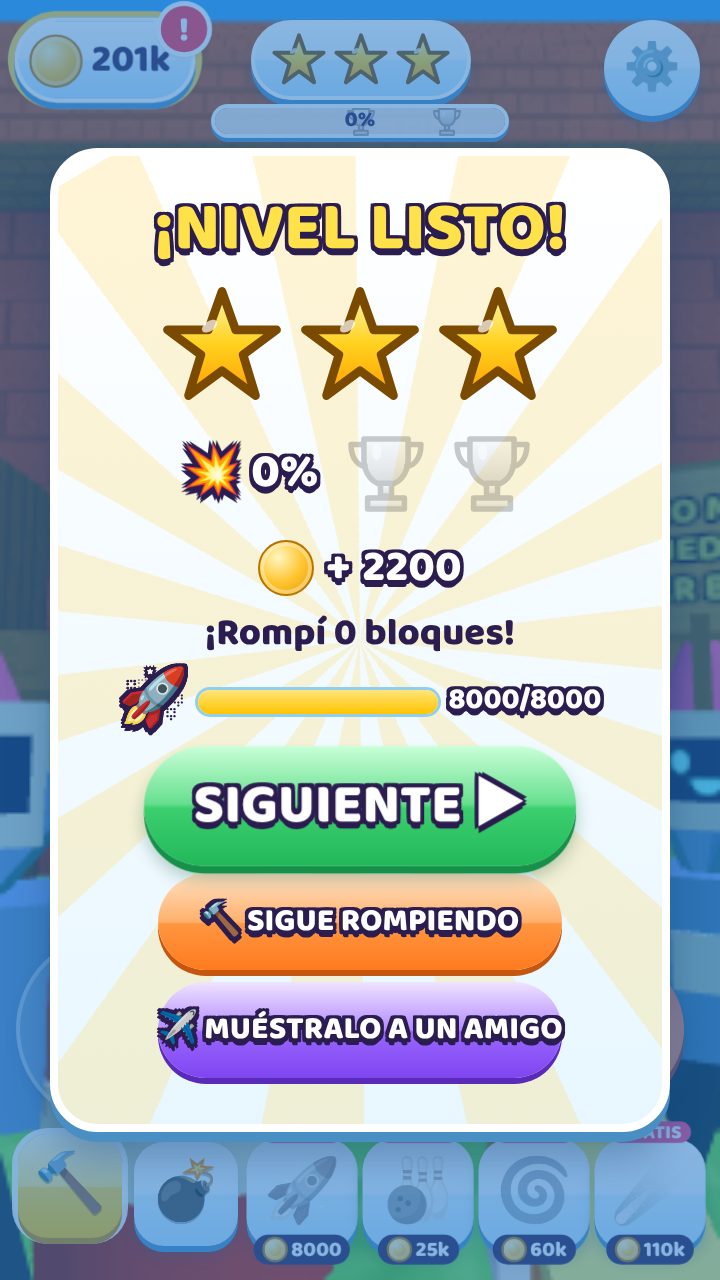 201k
!
0%
¡NIVEL LISTO!
0%
+ 2200
¡Rompí 0 bloques!
8000/8000
SIGUIENTE
SIGUE ROMPIENDO
MUÉSTRALO A UN AMIGO
8000
25k
60k
110k